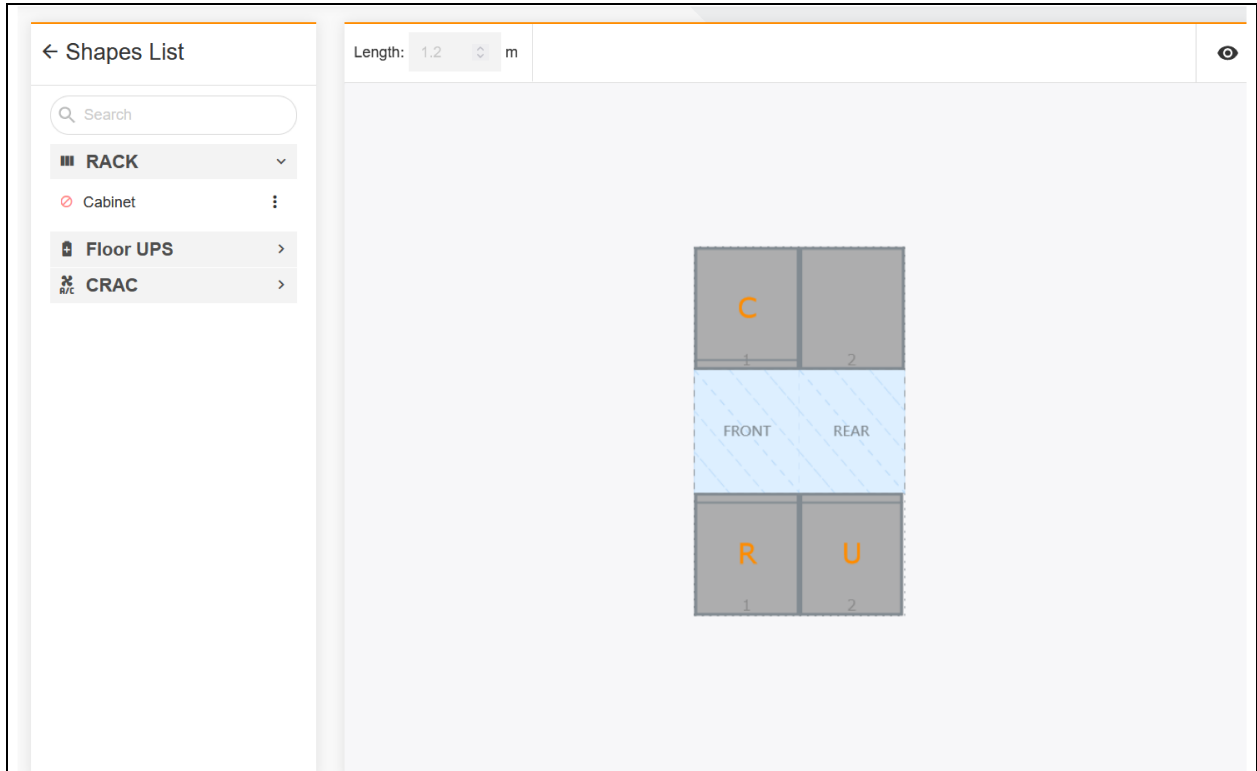 Shapes List
Length: 1.2 m
Search
RACK
Cabinet
Floor UPS
A/C CRAC
C
1 2
FRONT REAR
R U
1 2